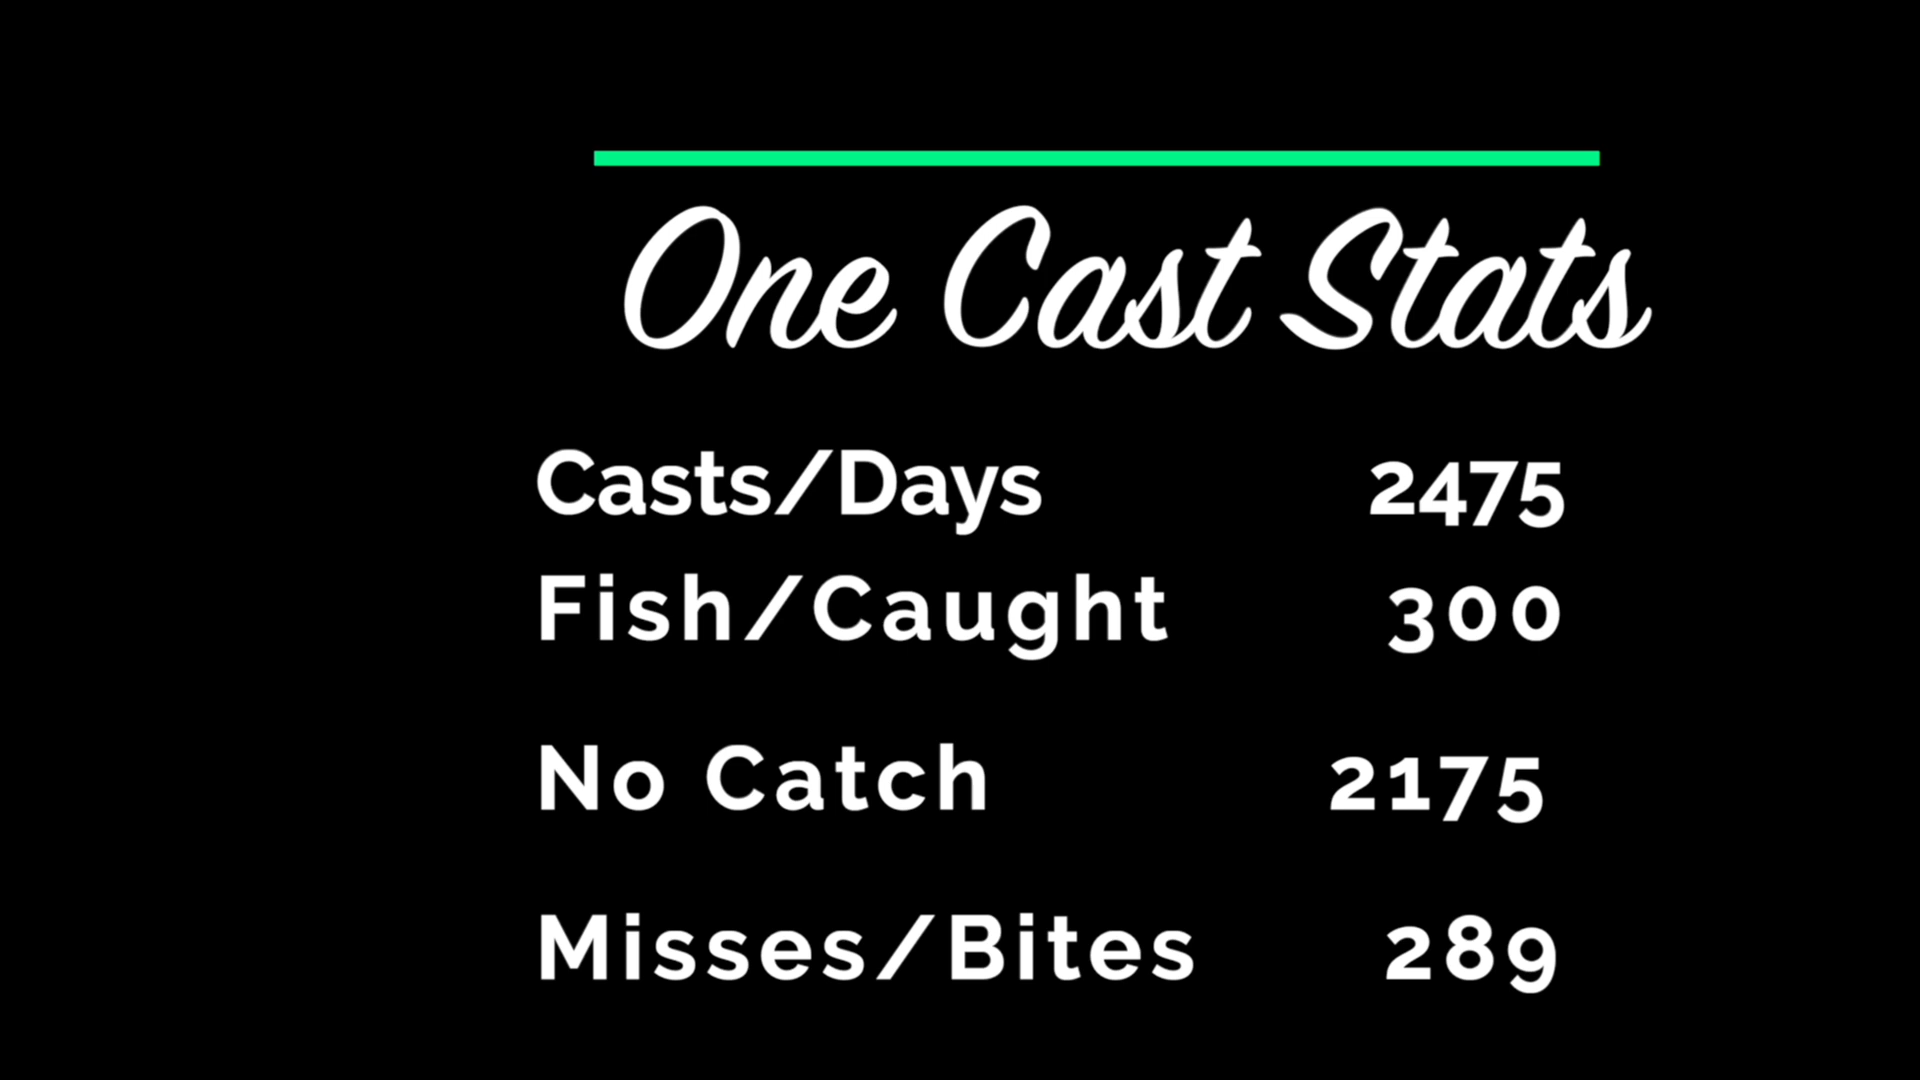 One Cast Stats
Casts/Days 2475
Fish/Caught 300
No Catch 2175
Misses/Bites 289